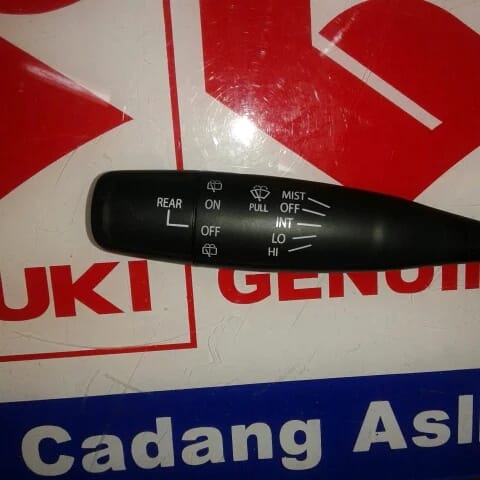 REAR
ON
OFF
PULL
MIST
OFF
INT
LO
HI
UKI GENUI
Cadang Asl